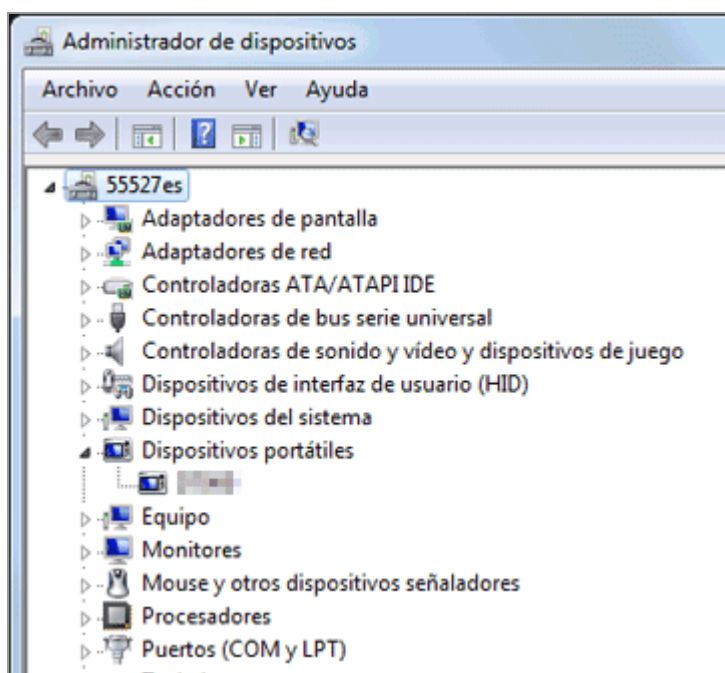 Administrador de dispositivos
Archivo Acción Ver Ayuda
55527es
Adaptadores de pantalla
Adaptadores de red
Controladoras ATA/ATAPI IDE
Controladoras de bus serie universal
Controladoras de sonido y vídeo y dispositivos de juego
Dispositivos de interfaz de usuario (HID)
Dispositivos del sistema
Dispositivos portátiles
Equipo
Monitores
Mouse y otros dispositivos señaladores
Procesadores
Puertos (COM y LPT)